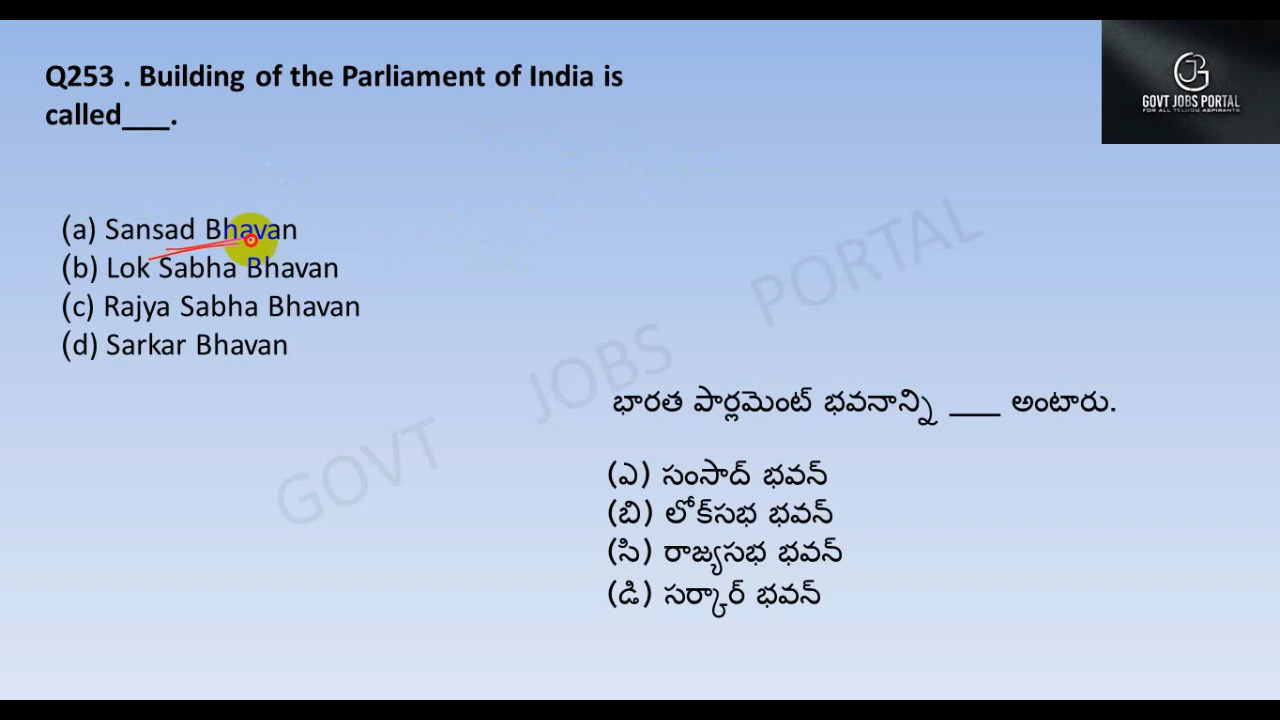 Q253 . Building of the Parliament of India is
called___.
GOVT JOBS PORTAL
FOR ALL TELUGU ASPIRANTS
(a) Sansad Bhavan
(b) Lok Sabha Bhavan
(c) Rajya Sabha Bhavan
(d) Sarkar Bhavan
GOVT JOBS PORTAL
భారత పార్లమెంట్ భవనాన్ని ___ అంటారు.
(ఎ) సంసాద్ భవన్
(బి) లోక్‌సభ భవన్
(సి) రాజ్యసభ భవన్
(డి) సర్కార్ భవన్